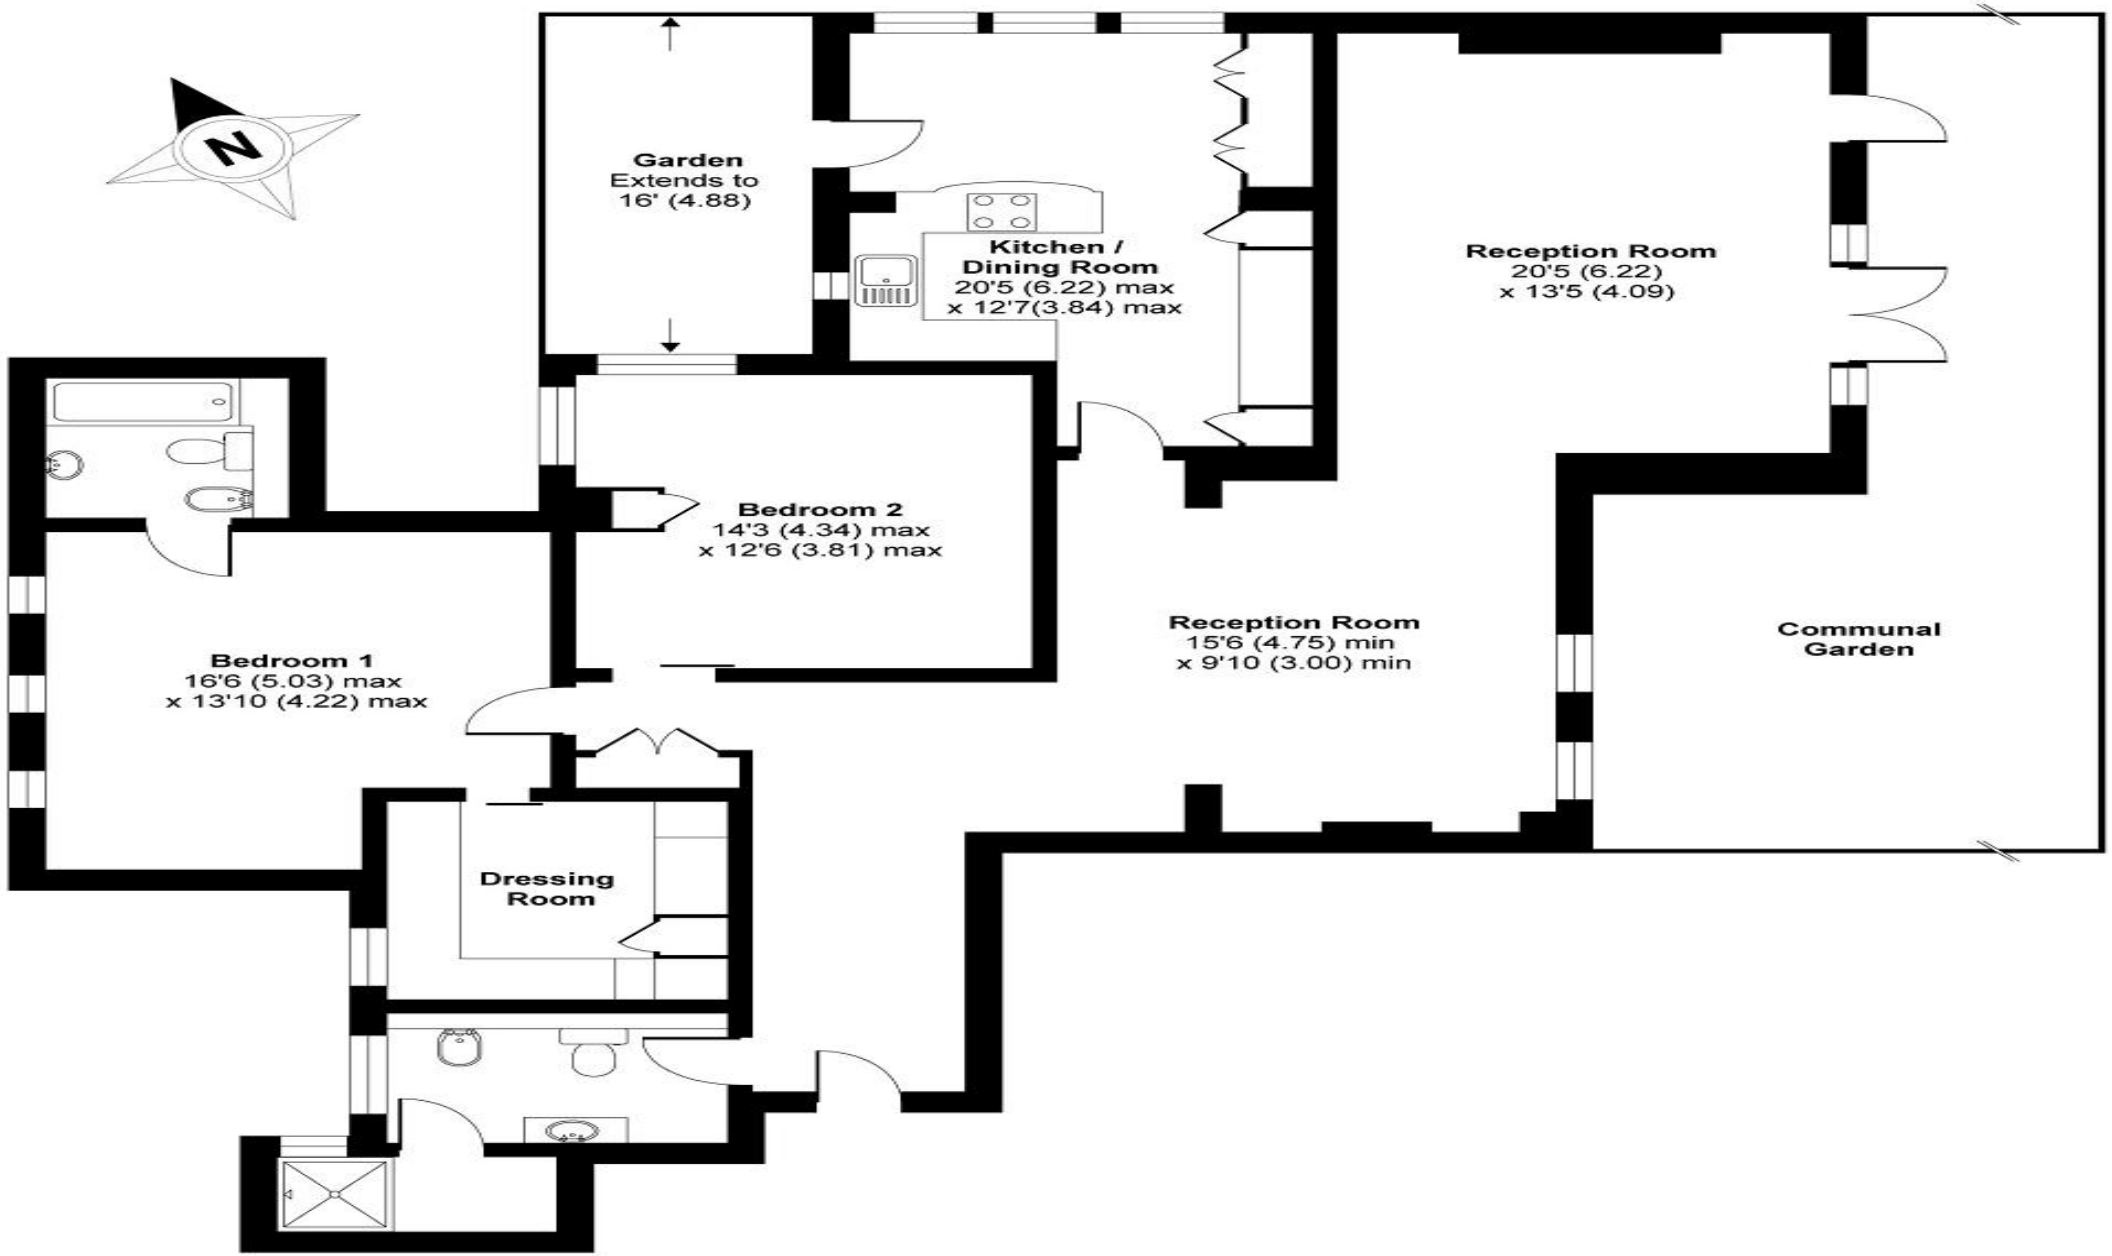 N
Garden
Extends to
16' (4.88)
Kitchen /
Dining Room
20'5 (6.22) max
x 12'7(3.84) max
Reception Room
20'5 (6.22)
x 13'5 (4.09)
Bedroom 2
14'3 (4.34) max
x 12'6 (3.81) max
Reception Room
15'6 (4.75) min
x 9'10 (3.00) min
Communal
Garden
Bedroom 1
16'6 (5.03) max
x 13'10 (4.22) max
Dressing
Room